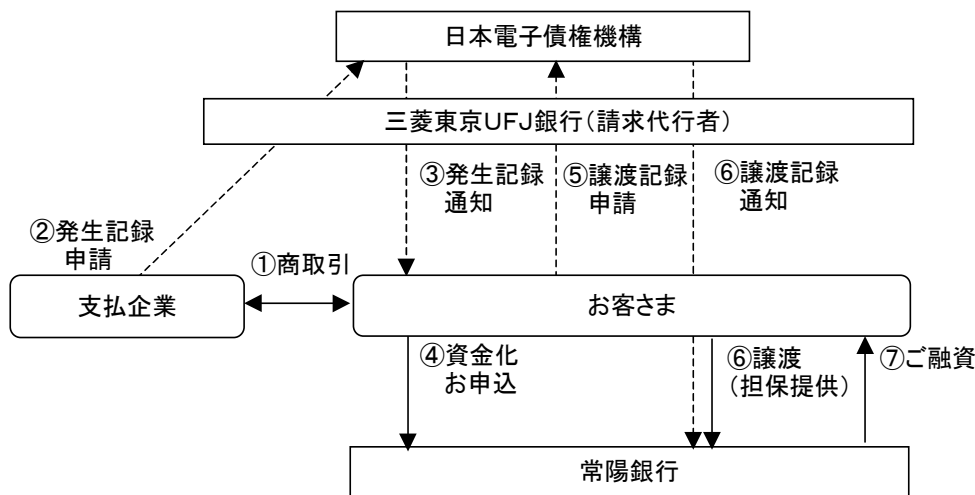 日本電子債権機構
三菱東京UFJ銀行(請求代行者)
③発生記録
通知
⑤譲渡記録
申請
⑥譲渡記録
通知
②発生記録
申請
①商取引
支払企業
お客さま
④資金化
お申込
⑥譲渡
(担保提供)
⑦ご融資
常陽銀行